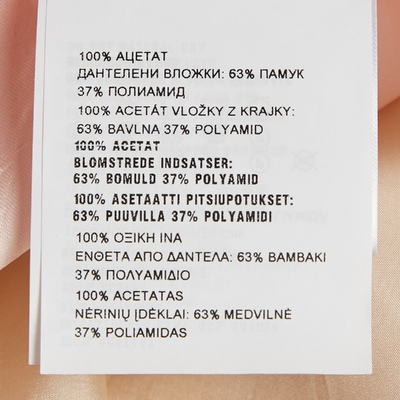 100% АЦЕТАТ
ДАНТЕЛЕНИ ВЛОЖКИ: 63% ПАМУК
37% ПОЛИАМИД
100% ACETÁT VLOŽKY Z KRAJKY:
63% BAVLNA 37% POLYAMID
100% ACETAT
BLOMSTREDE INDSATSER:
63% BOMULD 37% POLYAMID
100% ASETAATTI PITSIUPOTUKSET:
63% PUUVILLA 37% POLYAMIDI
100% ΟΞΙΚΗ ΙΝΑ
ΕΝΘΕΤΑ ΑΠΟ ΔΑΝΤΕΛΑ: 63% ΒΑΜΒΑΚΙ
37% ΠΟΛΥΑΜΙΔΙΟ
100% ACETATAS
NĖRINIŲ ĮDĖKLAI: 63% MEDVILNĖ
37% POLIAMIDAS